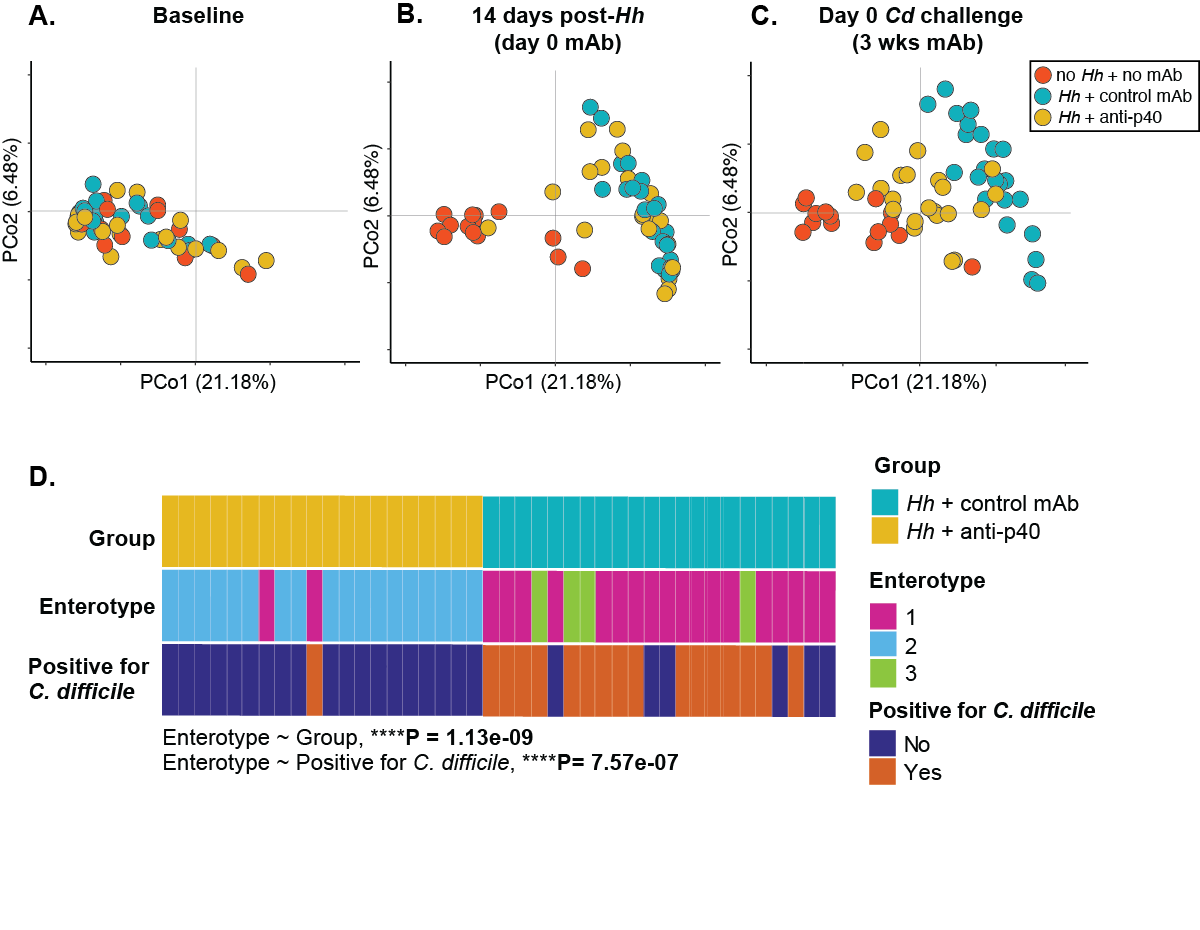 A.
Baseline
B.
14 days post-Hh
(day 0 mAb)
C.
Day 0 Cd challenge
(3 wks mAb)
no Hh + no mAb
Hh + control mAb
Hh + anti-p40
PCo2 (6.48%)
PCo1 (21.18%)
PCo2 (6.48%)
PCo1 (21.18%)
PCo2 (6.48%)
PCo1 (21.18%)
D.
Group
Enterotype
Positive for
C. difficile
Enterotype ~ Group, ****P = 1.13e-09
Enterotype ~ Positive for C. difficile, ****P= 7.57e-07
Group
Hh + control mAb
Hh + anti-p40
Enterotype
1
2
3
Positive for C. difficile
No
Yes